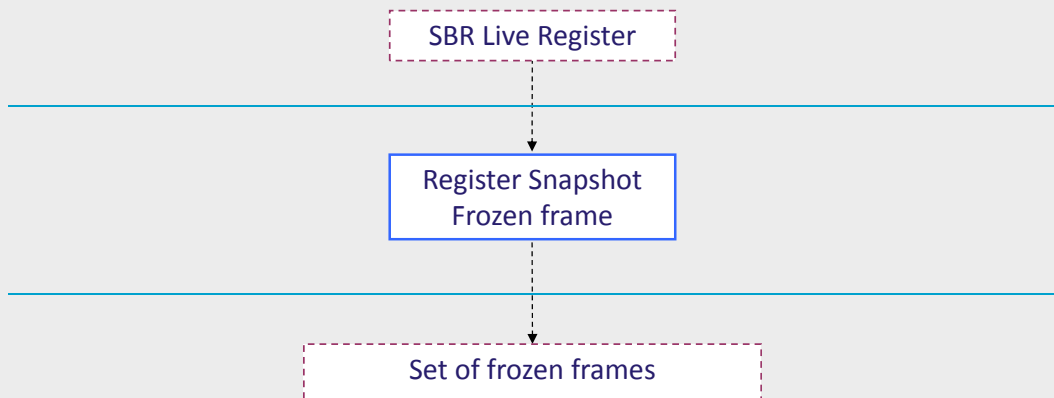 SBR Live Register
Register Snapshot
Frozen frame
Set of frozen frames